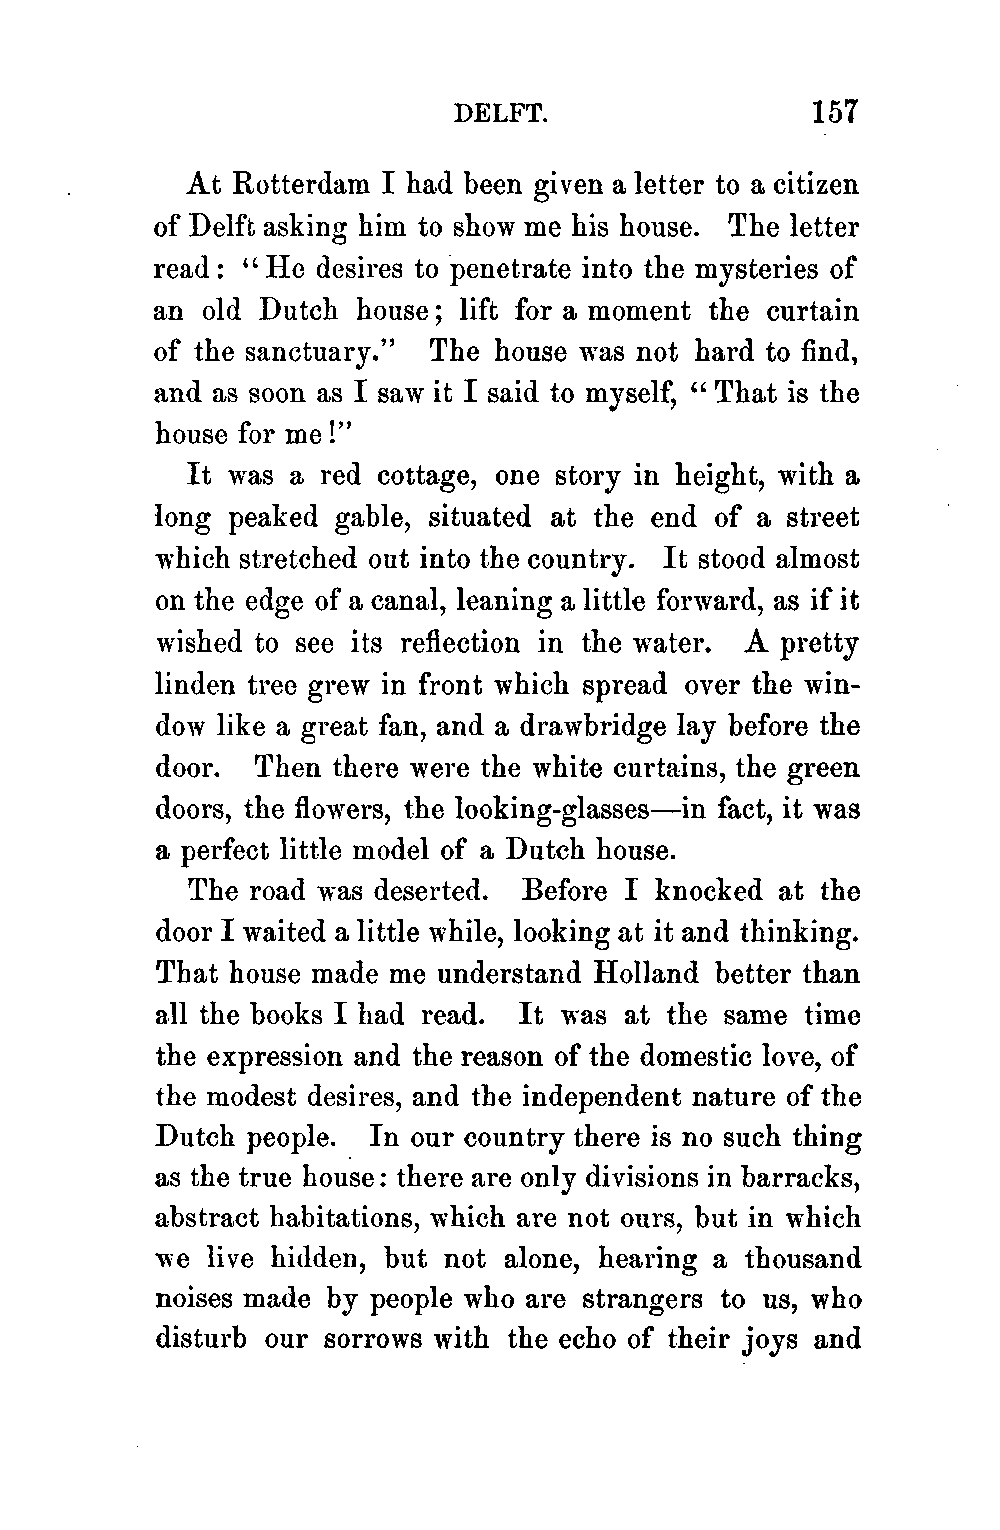 DELFT. 157
At Rotterdam I had been given a letter to a citizen
of Delft asking him to show me his house. The letter
read: "He desires to penetrate into the mysteries of
an old Dutch house; lift for a moment the curtain
of the sanctuary." The house was not hard to find,
and as soon as I saw it I said to myself, "That is the
house for me!"
It was a red cottage, one story in height, with a
long peaked gable, situated at the end of a street
which stretched out into the country. It stood almost
on the edge of a canal, leaning a little forward, as if it
wished to see its reflection in the water. A pretty
linden tree grew in front which spread over the win-
dow like a great fan, and a drawbridge lay before the
door. Then there were the white curtains, the green
doors, the flowers, the looking-glasses—in fact, it was
a perfect little model of a Dutch house.
The road was deserted. Before I knocked at the
door I waited a little while, looking at it and thinking.
That house made me understand Holland better than
all the books I had read. It was at the same time
the expression and the reason of the domestic love, of
the modest desires, and the independent nature of the
Dutch people. In our country there is no such thing
as the true house: there are only divisions in barracks,
abstract habitations, which are not ours, but in which
we live hidden, but not alone, hearing a thousand
noises made by people who are strangers to us, who
disturb our sorrows with the echo of their joys and